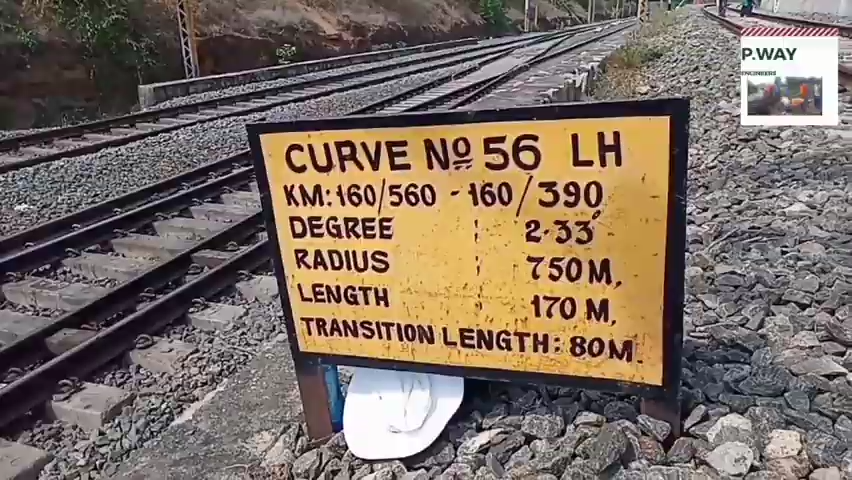 CURVE No 56 LH
KM: 160/560 - 160/390
DEGREE : 2.33°
RADIUS : 750 M,
LENGTH : 170 M,
TRANSITION LENGTH: 80M.
P.WAY
ENGINEERS